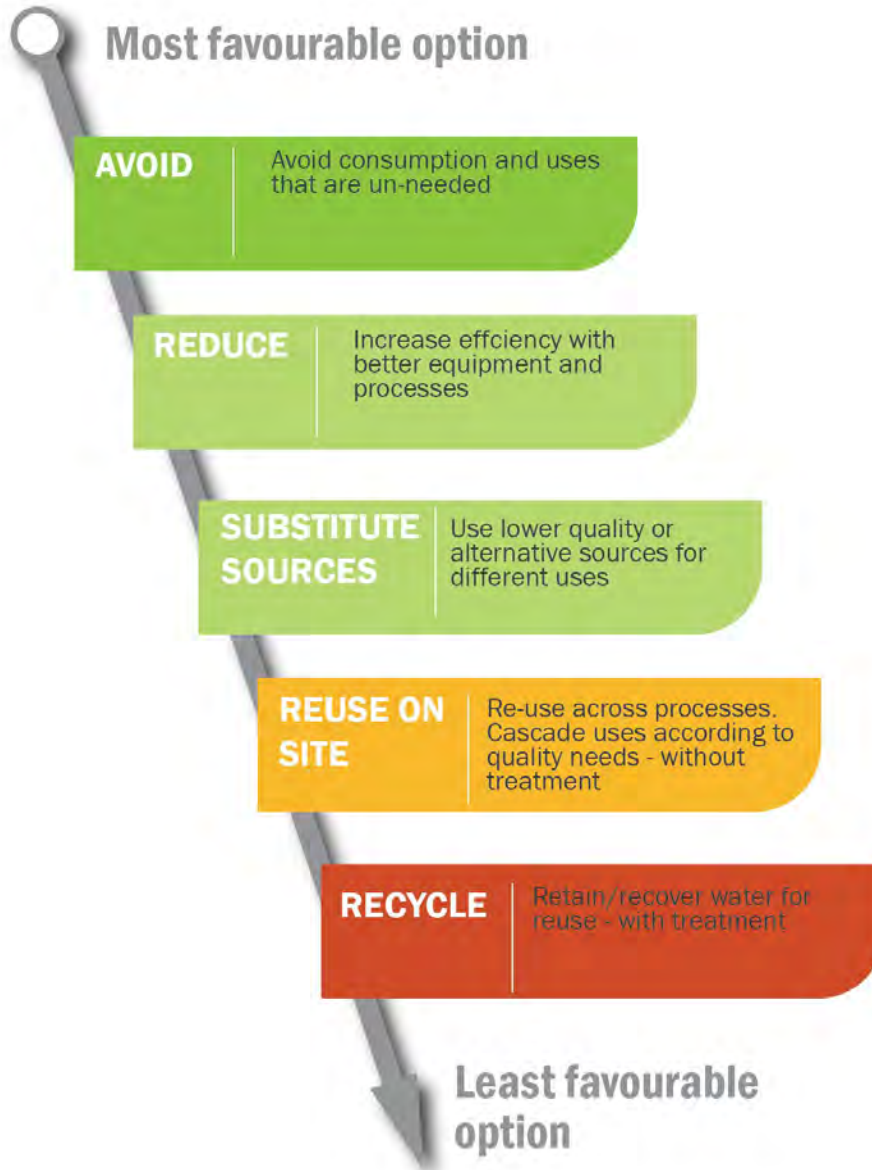 Most favourable option
AVOID
Avoid consumption and uses
that are un-needed
REDUCE
Increase effciency with
better equipment and
processes
SUBSTITUTE
SOURCES
Use lower quality or
alternative sources for
different uses
REUSE ON
SITE
Re-use across processes.
Cascade uses according to
quality needs - without
treatment
RECYCLE
Retain/recover water for
reuse - with treatment
Least favourable
option